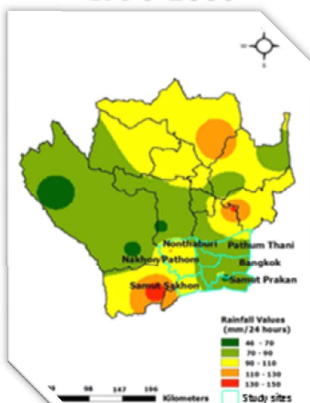 Nonthaburi Pathum Thani
Nakhon Pathom Bangkok
Samut Sakhon Samut Prakan
Rainfall Values
(mm/24 hours)
46 - 70
70 - 90
90 - 110
110 - 130
130 - 150
98 147 196 Kilometers
Study sites